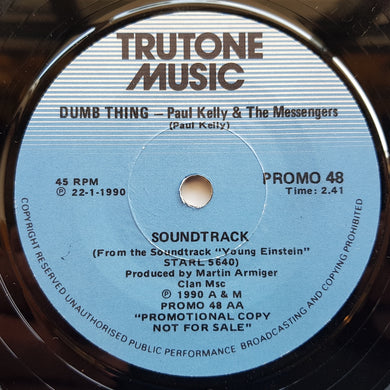 TRUTONE
MUSIC
DUMB THING — Paul Kelly & The Messengers
(Paul Kelly)
45 RPM
℗ 22-1-1990
PROMO 48
Time: 2.41
SOUNDTRACK
(From the Soundtrack "Young Einstein"
STARL 5640)
Produced by Martin Armiger
Clan Msc
℗ 1990 A & M
PROMO 48 AA
"PROMOTIONAL COPY
NOT FOR SALE"
COPYRIGHT RESERVED UNAUTHORISED PUBLIC PERFORMANCE, BROADCASTING AND COPYING PROHIBITED